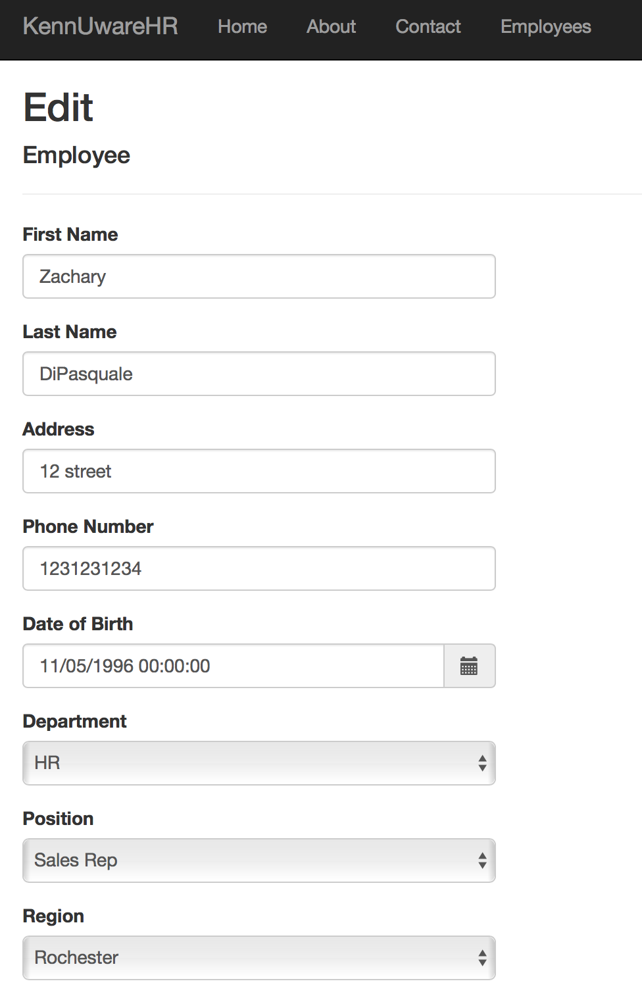 KennUwareHR Home About Contact Employees
Edit
Employee
First Name
Zachary
Last Name
DiPasquale
Address
12 street
Phone Number
1231231234
Date of Birth
11/05/1996 00:00:00
Department
HR
Position
Sales Rep
Region
Rochester